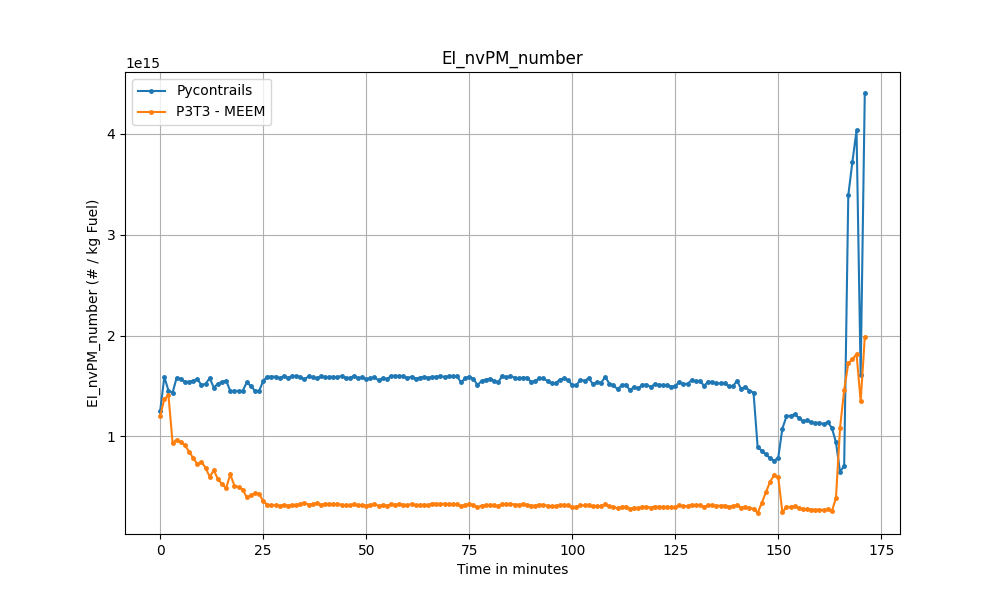 EI_nvPM_number
1e15
Pycontrails
P3T3 - MEEM
4
3
2
1
EI_nvPM_number (# / kg Fuel)
0
25
50
75
100
125
150
175
Time in minutes